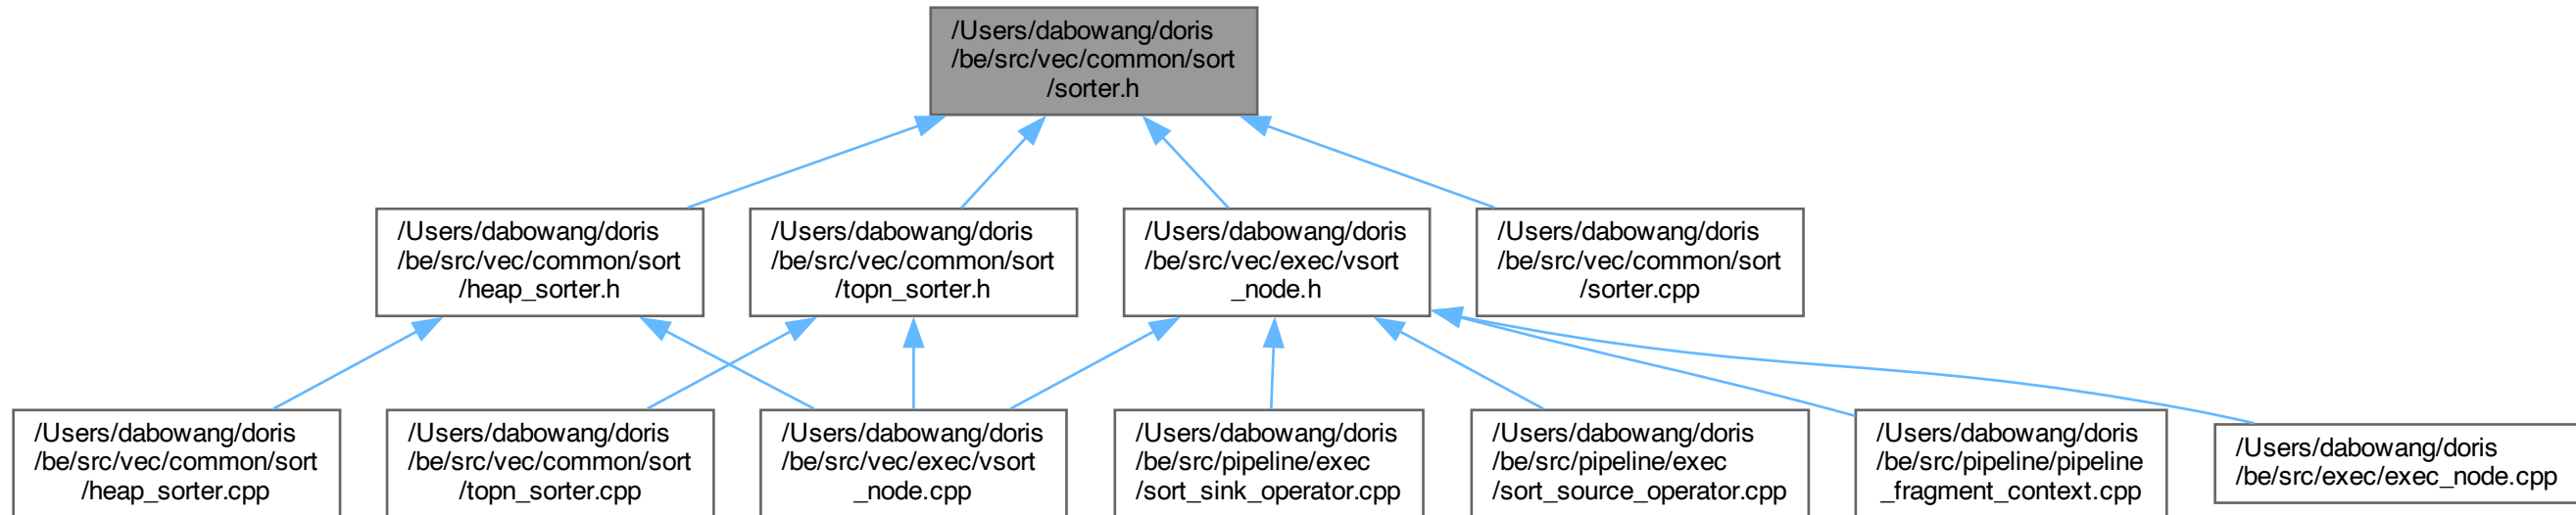 /Users/dabowang/doris
/be/src/vec/common/sort
/sorter.h
/Users/dabowang/doris
/be/src/vec/common/sort
/heap_sorter.h
/Users/dabowang/doris
/be/src/vec/common/sort
/topn_sorter.h
/Users/dabowang/doris
/be/src/vec/exec/vsort
_node.h
/Users/dabowang/doris
/be/src/vec/common/sort
/sorter.cpp
/Users/dabowang/doris
/be/src/vec/common/sort
/heap_sorter.cpp
/Users/dabowang/doris
/be/src/vec/common/sort
/topn_sorter.cpp
/Users/dabowang/doris
/be/src/vec/exec/vsort
_node.cpp
/Users/dabowang/doris
/be/src/pipeline/exec
/sort_sink_operator.cpp
/Users/dabowang/doris
/be/src/pipeline/exec
/sort_source_operator.cpp
/Users/dabowang/doris
/be/src/pipeline/pipeline
_fragment_context.cpp
/Users/dabowang/doris
/be/src/exec/exec_node.cpp